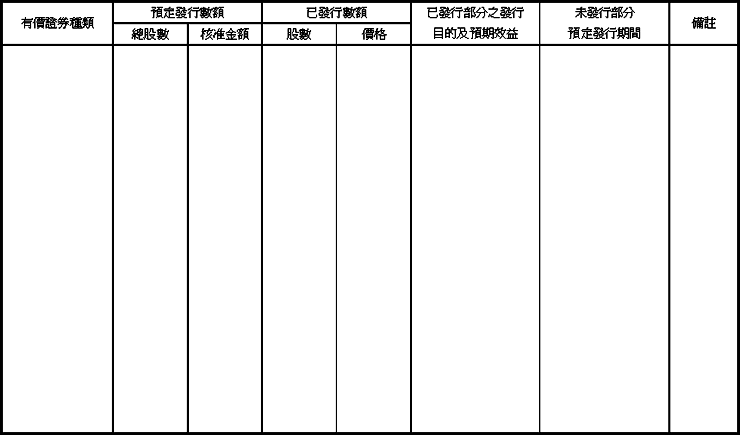 有價證券種類
預定發行數額
總股數
核准金額
已發行數額
股數
價格
已發行部分之發行
目的及預期效益
未發行部分
預定發行期間
備註